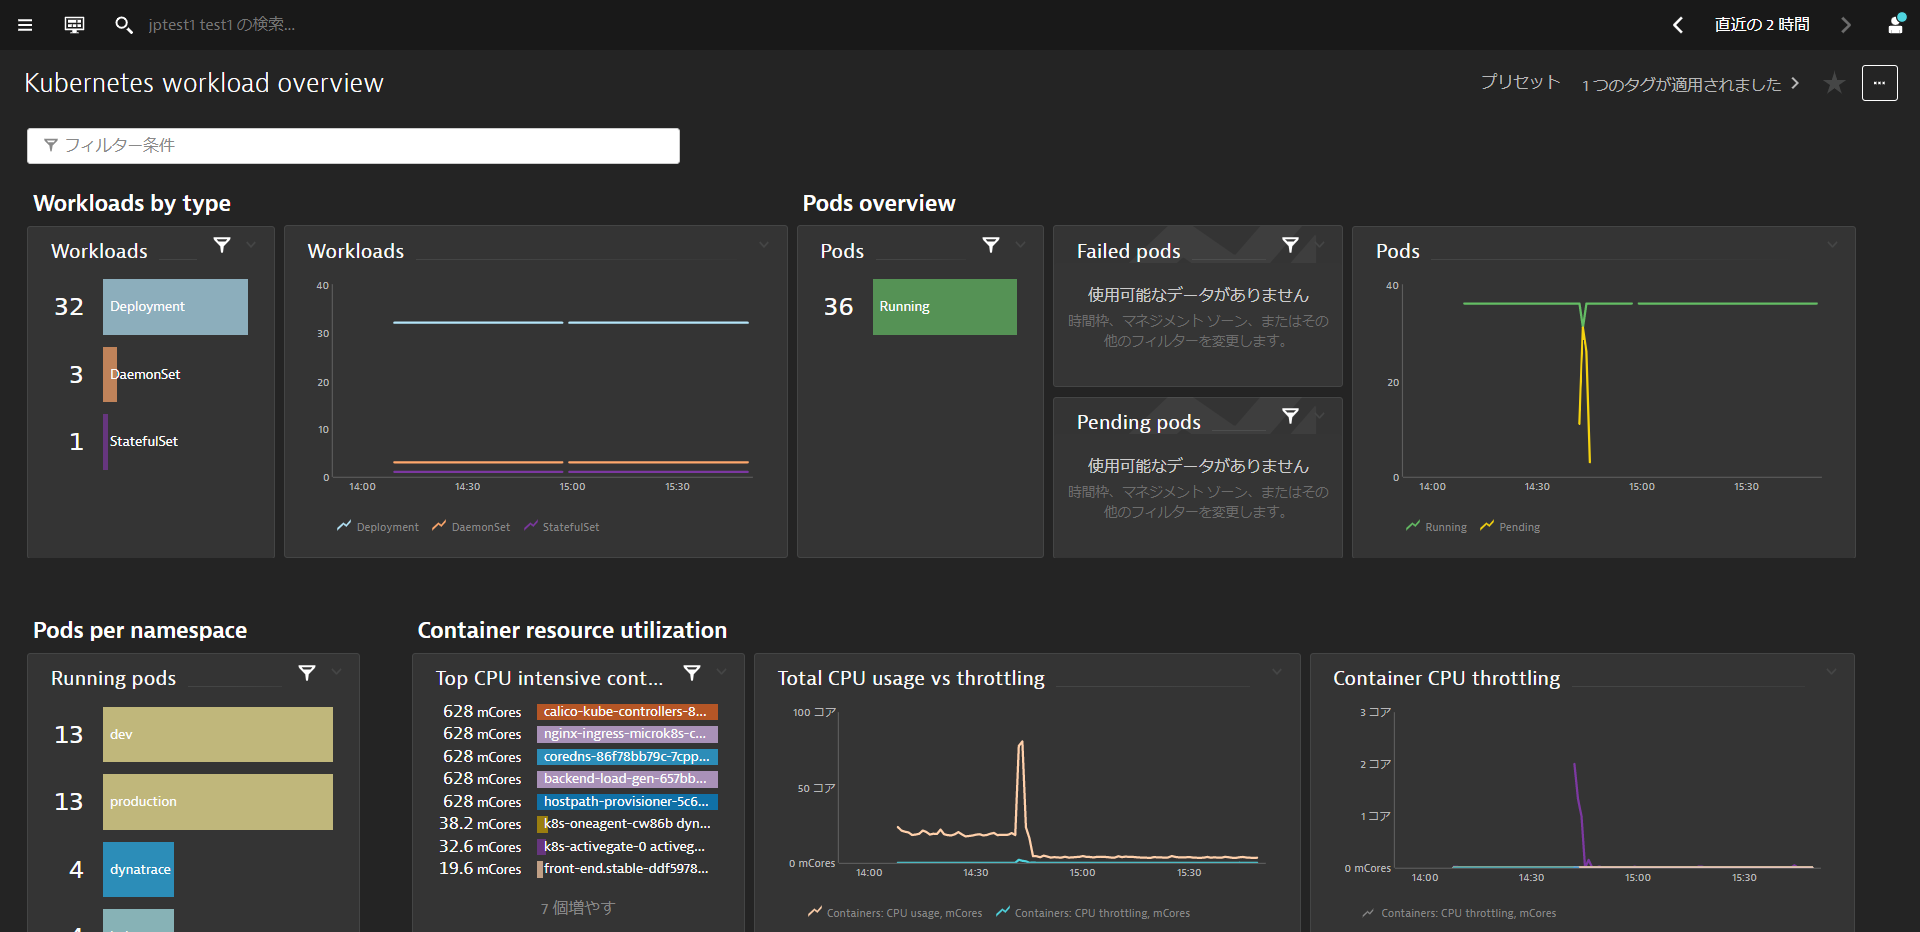 jptest1 test1 の検索...
直近の 2 時間
Kubernetes workload overview
プリセット
1 つのタグが適用されました
フィルター条件
Workloads by type
Workloads
32
Deployment
3
DaemonSet
1
StatefulSet
Workloads
40
30
20
10
0
14:00
14:30
15:00
15:30
Deployment
DaemonSet
StatefulSet
Pods overview
Pods
36
Running
Failed pods
使用可能なデータがありません
時間枠、マネジメント ゾーン、またはその
他のフィルターを変更します。
Pending pods
使用可能なデータがありません
時間枠、マネジメント ゾーン、またはその
他のフィルターを変更します。
Pods
40
20
0
14:00
14:30
15:00
15:30
Running
Pending
Pods per namespace
Running pods
13
dev
13
production
4
dynatrace
Container resource utilization
Top CPU intensive cont...
628 mCores
calico-kube-controllers-8...
628 mCores
nginx-ingress-microk8s-c...
628 mCores
coredns-86f78bb79c-7cpp...
628 mCores
backend-load-gen-657bb...
628 mCores
hostpath-provisioner-5c6...
38.2 mCores
k8s-oneagent-cw86b dyn...
32.6 mCores
k8s-activegate-0 activeg...
19.6 mCores
front-end.stable-ddf5978...
7 個増やす
Total CPU usage vs throttling
100 コア
50 コア
0 mCores
14:00
14:30
15:00
15:30
Containers: CPU usage, mCores
Containers: CPU throttling, mCores
Container CPU throttling
3 コア
2 コア
1 コア
0 mCores
14:00
14:30
15:00
15:30
Containers: CPU throttling, mCores